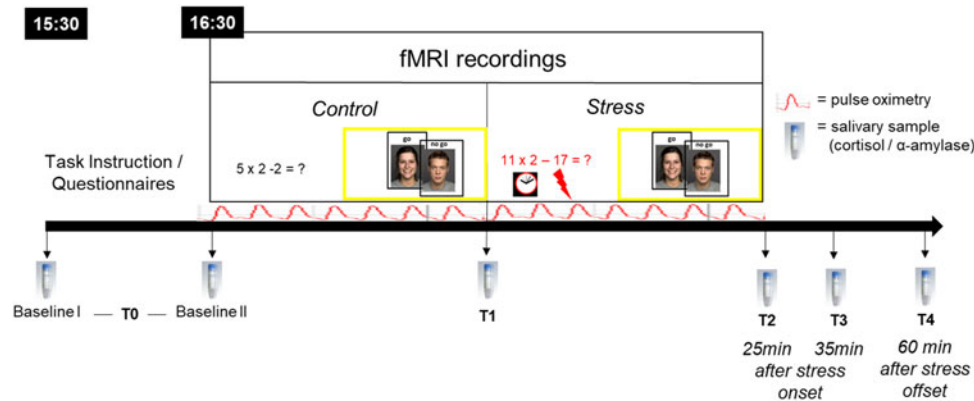 15:30
16:30
fMRI recordings
Control
Stress
= pulse oximetry
= salivary sample
(cortisol / α-amylase)
Task Instruction /
Questionnaires
5 x 2 -2 = ?
go
no go
11 x 2 – 17 = ?
go
no go
Baseline I — T0 — Baseline II
T1
T2
T3
T4
25min
35min
after stress
onset
60 min
after stress
offset